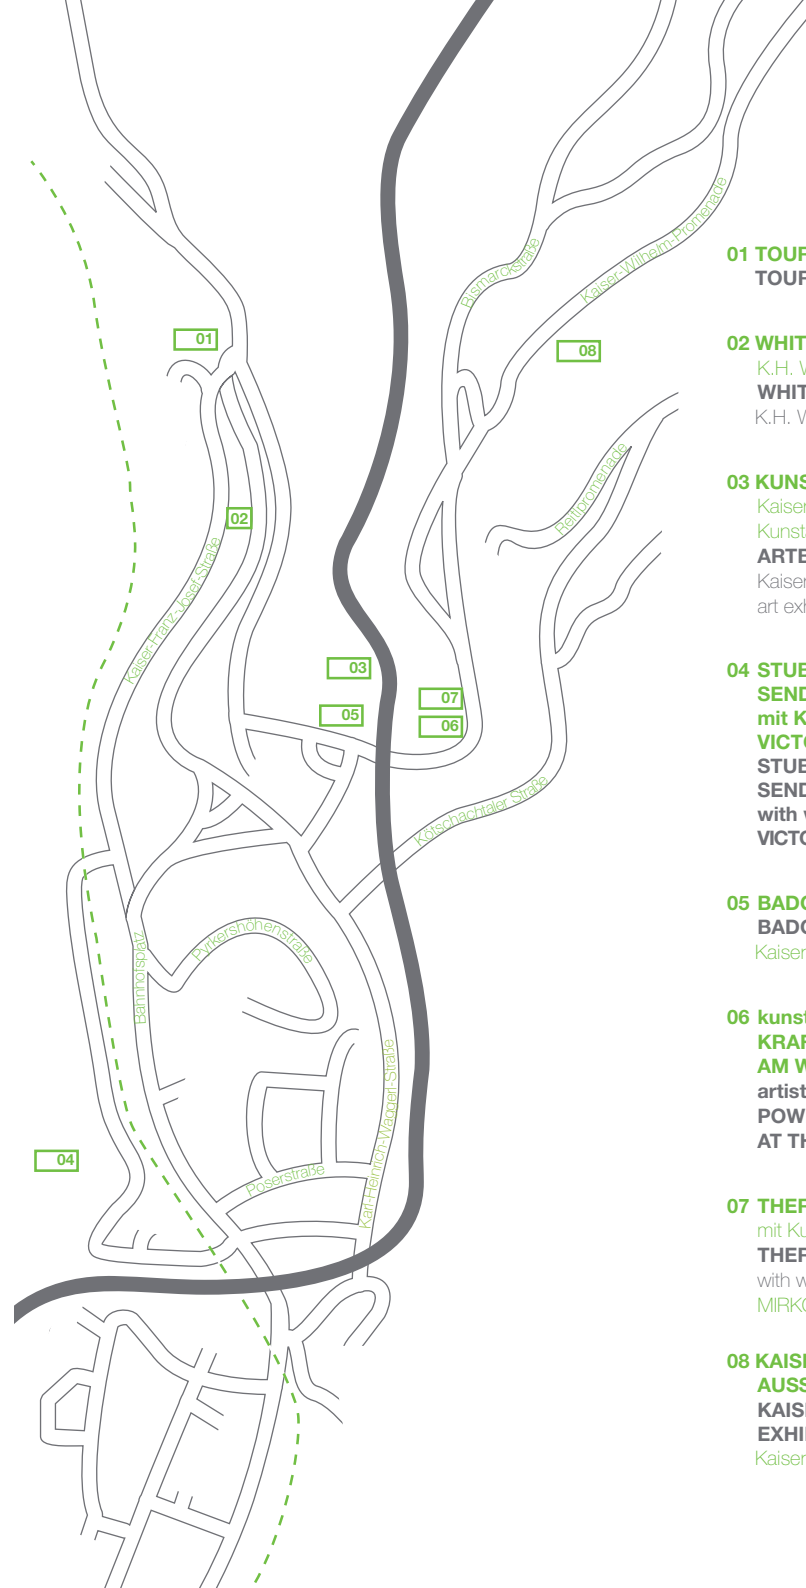 Bismarckstraße
Kaiser-Wilhelm-Promenade
01
08
Reitlpromenade
02
Kaiser-Franz-Josef-Straße
03
07
05
06
Kötschachtaler Straße
Pyrkershöhenstraße
Bahnhofsplatz
Karl-Heinrich-Waggerl-Straße
04
Poserstraße
01 TOUR
TOUR
02 WHIT
K.H. W
WHIT
K.H. W
03 KUNS
Kaiser
Kunst
ARTE
Kaiser
art exh
04 STUB
SEND
mit K
VICTO
STUB
SEND
with w
VICTO
05 BADG
BADG
Kaiser
06 kunst
KRAF
AM W
artist
POW
AT TH
07 THER
mit Ku
THER
with w
MIRKO
08 KAISE
AUSS
KAISE
EXHIB
Kaiser